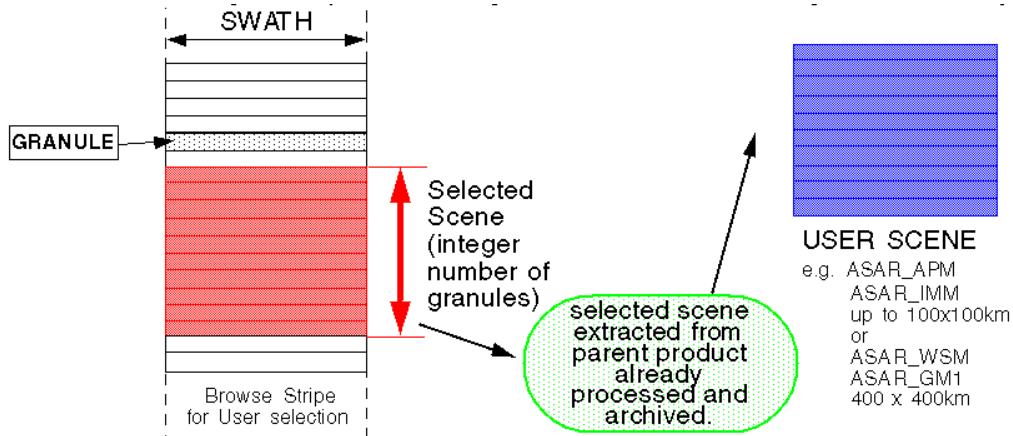 SWATH
GRANULE
Selected
Scene
(integer
number of
granules)
Browse Stripe
for User selection
selected scene
extracted from
parent product
already
processed and
archived.
USER SCENE
e.g. ASAR_APM
ASAR_IMM
up to 100x100km
or
ASAR_WSM
ASAR_GM1
400 x 400km